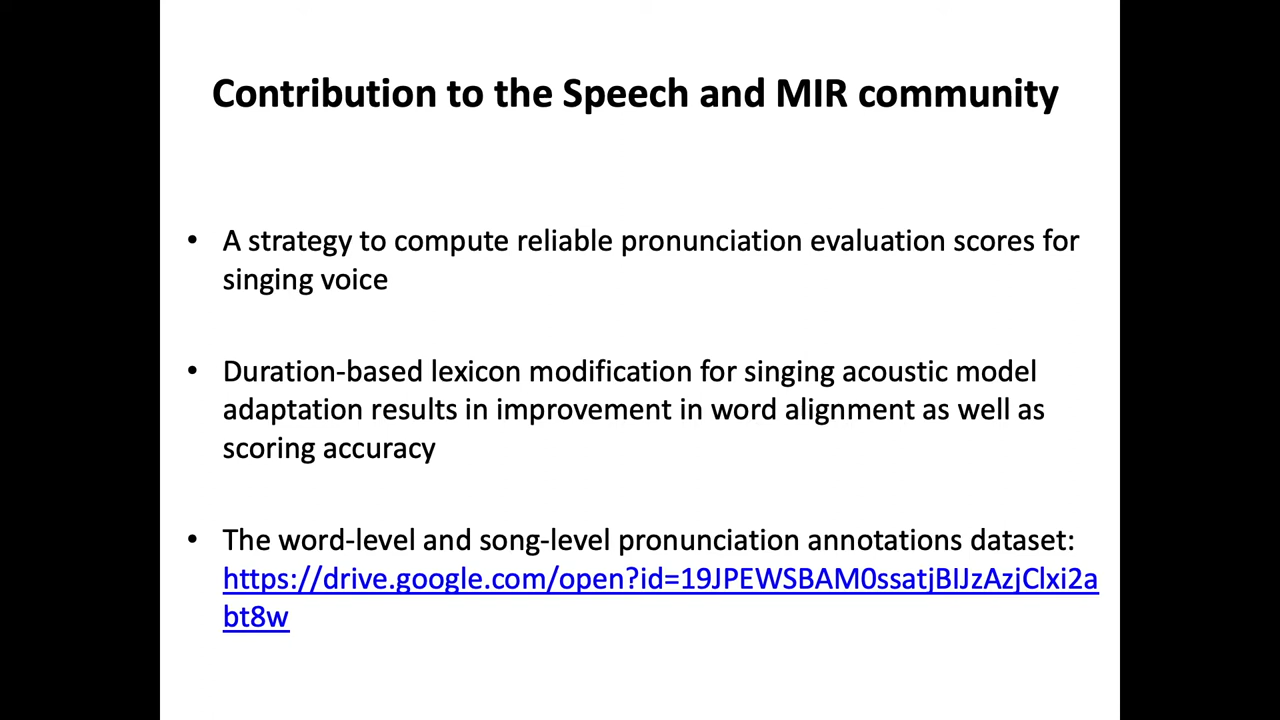 Contribution to the Speech and MIR community
• A strategy to compute reliable pronunciation evaluation scores for
singing voice
• Duration-based lexicon modification for singing acoustic model
adaptation results in improvement in word alignment as well as
scoring accuracy
• The word-level and song-level pronunciation annotations dataset:
https://drive.google.com/open?id=19JPEWSBAM0ssatjBIJzAzjClxi2a
bt8w